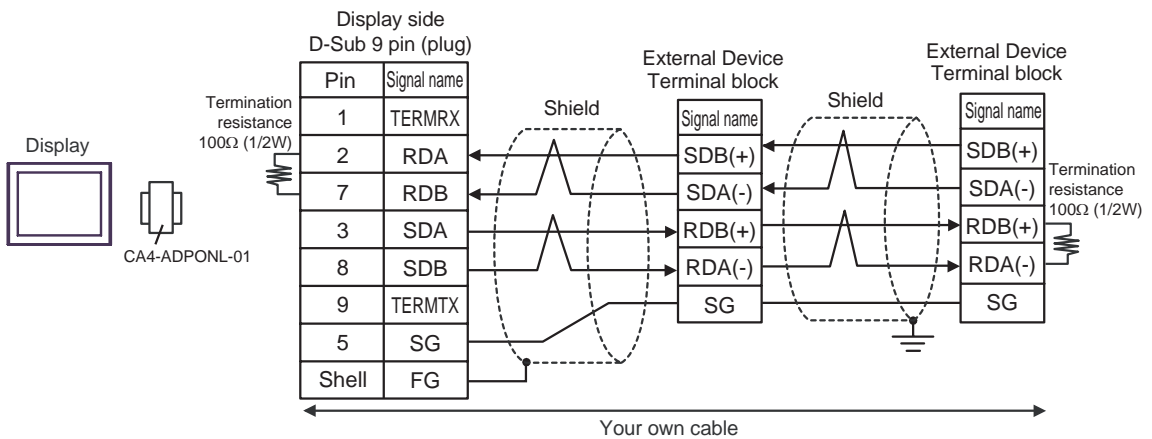 Display side
D-Sub 9 pin (plug)
External Device
Terminal block
External Device
Terminal block
Pin Signal name
1 TERMRX
2 RDA
7 RDB
3 SDA
8 SDB
9 TERMTX
5 SG
Shell FG
Termination
resistance
100Ω (1/2W)
Display
CA4-ADPONL-01
Shield
Signal name
SDB(+)
SDA(-)
RDB(+)
RDA(-)
SG
Shield
Signal name
SDB(+)
SDA(-)
RDB(+)
RDA(-)
SG
Termination
resistance
100Ω (1/2W)
Your own cable